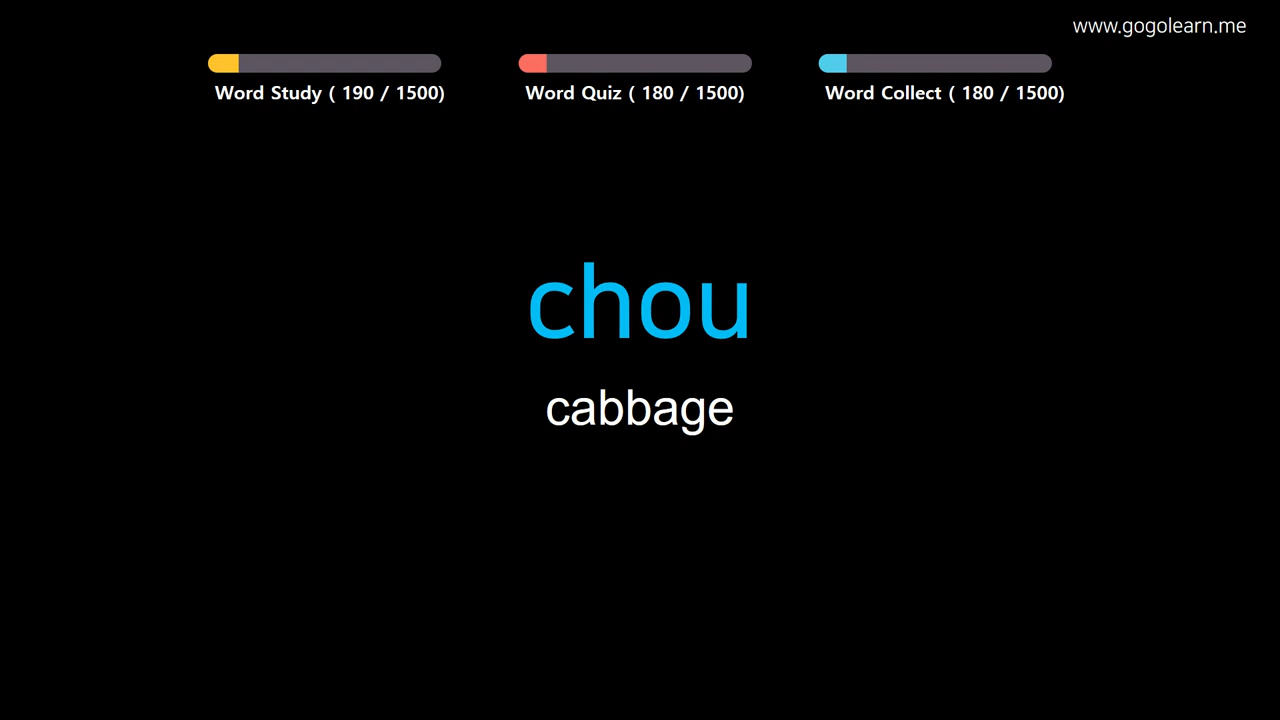 www.gogolearn.me
Word Study ( 190 / 1500)
Word Quiz ( 180 / 1500)
Word Collect ( 180 / 1500)
chou
cabbage